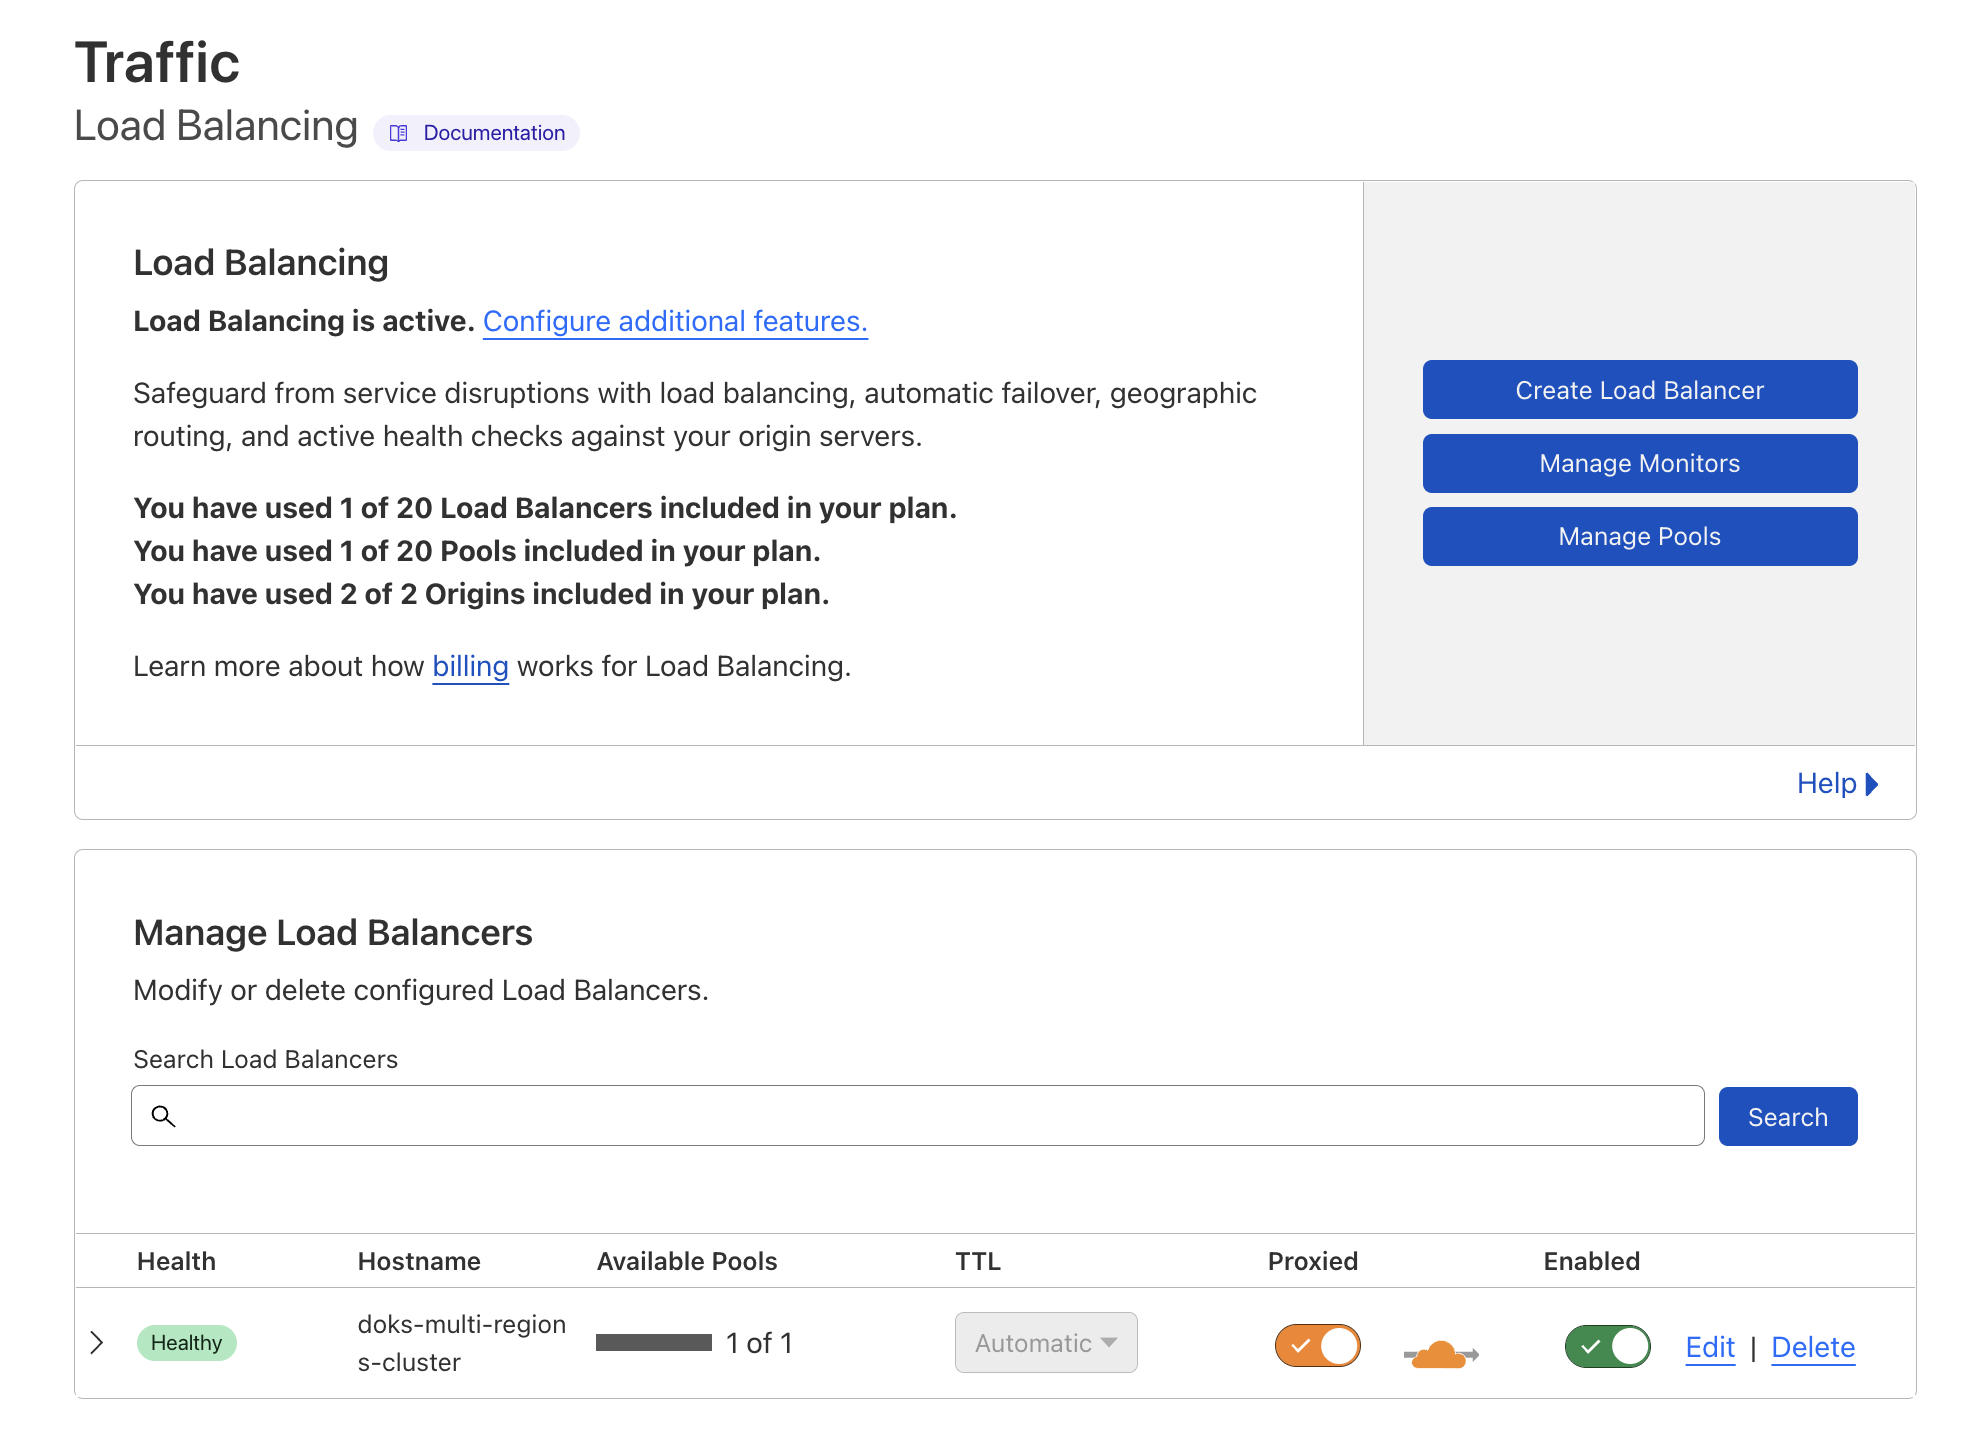 Traffic
Load Balancing
Documentation
Load Balancing
Load Balancing is active. Configure additional features.
Safeguard from service disruptions with load balancing, automatic failover, geographic
routing, and active health checks against your origin servers.
You have used 1 of 20 Load Balancers included in your plan.
You have used 1 of 20 Pools included in your plan.
You have used 2 of 2 Origins included in your plan.
Learn more about how billing works for Load Balancing.
Create Load Balancer
Manage Monitors
Manage Pools
Help
Manage Load Balancers
Modify or delete configured Load Balancers.
Search Load Balancers
Search
Health Hostname Available Pools TTL Proxied Enabled
Healthy
doks-multi-region
s-cluster
1 of 1
Automatic
Edit | Delete